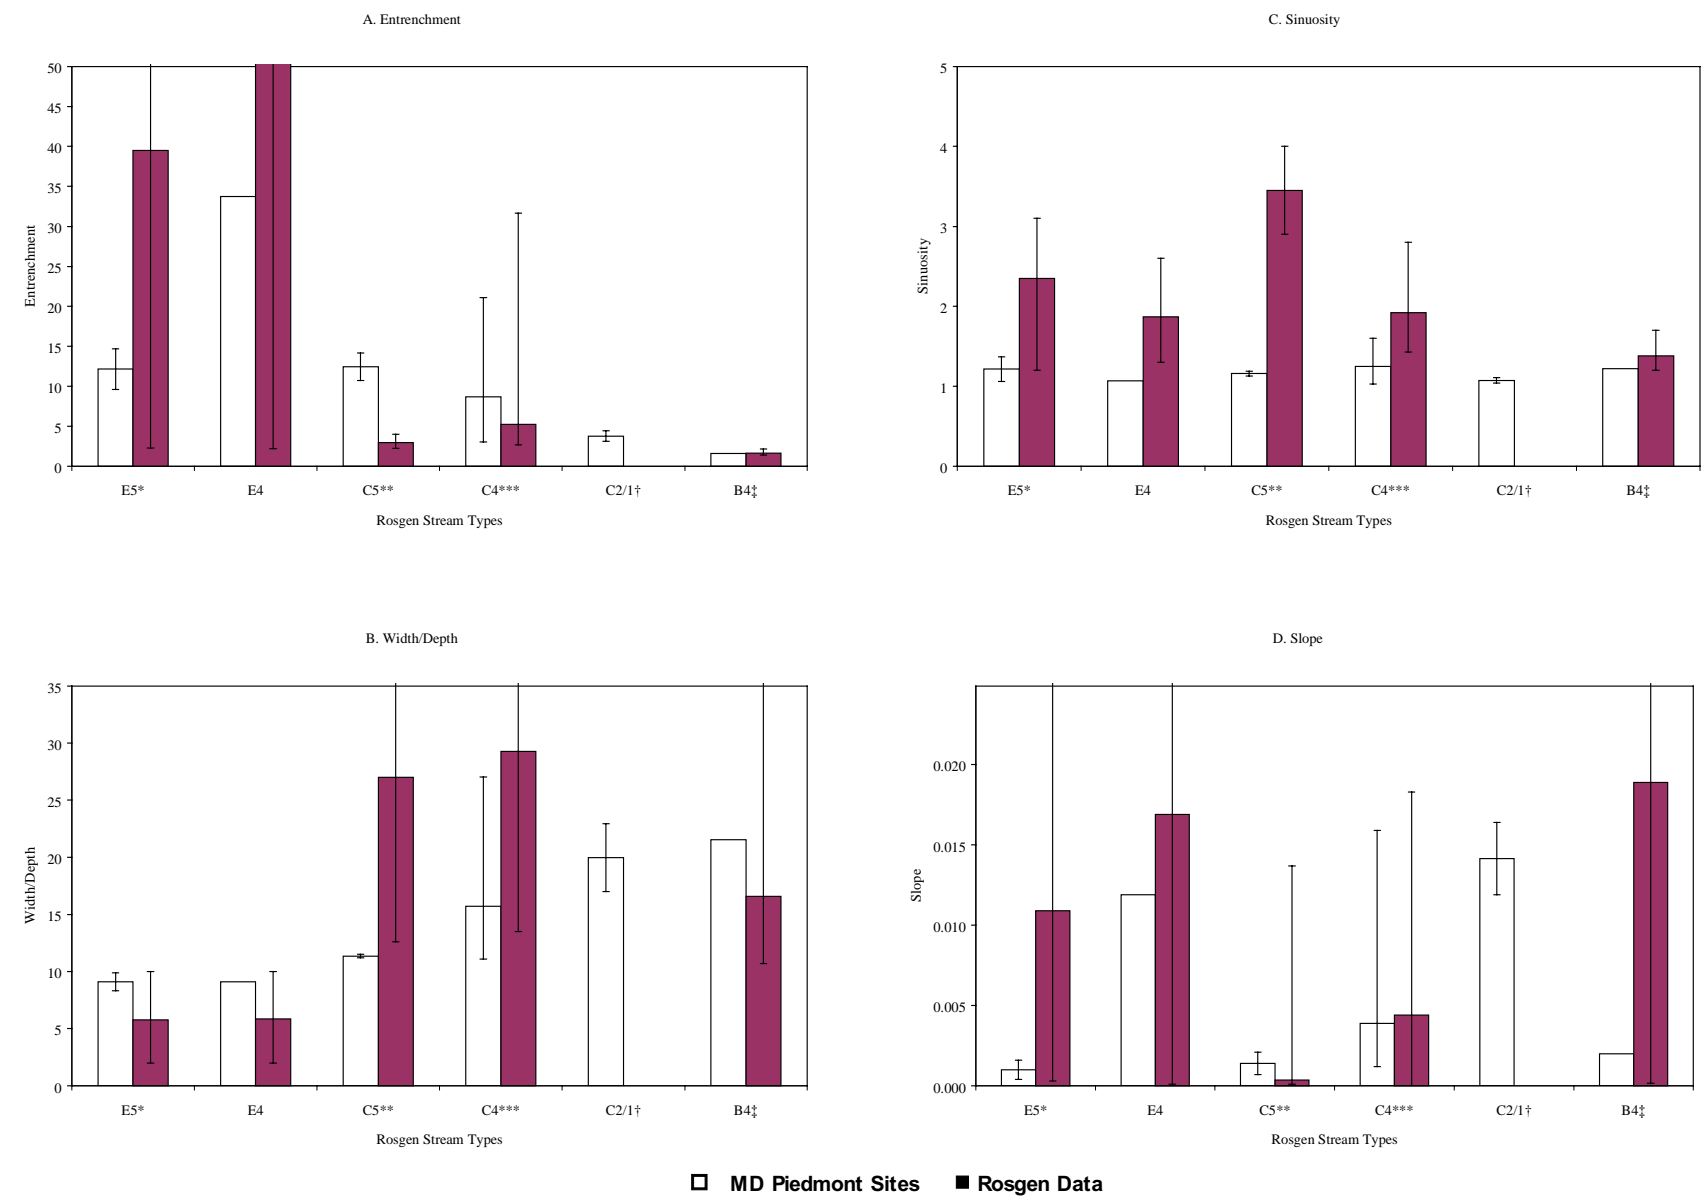 A. Entrenchment
50
45
40
35
30
25
20
15
10
5
0
Entrenchment
E5* E4 C5** C4*** C2/1† B4‡
Rosgen Stream Types
C. Sinuosity
5
4
3
2
1
0
Sinuosity
E5* E4 C5** C4*** C2/1† B4‡
Rosgen Stream Types
B. Width/Depth
35
30
25
20
15
10
5
0
Width/Depth
E5* E4 C5** C4*** C2/1† B4‡
Rosgen Stream Types
D. Slope
0.020
0.015
0.010
0.005
0.000
Slope
E5* E4 C5** C4*** C2/1† B4‡
Rosgen Stream Types
MD Piedmont Sites Rosgen Data